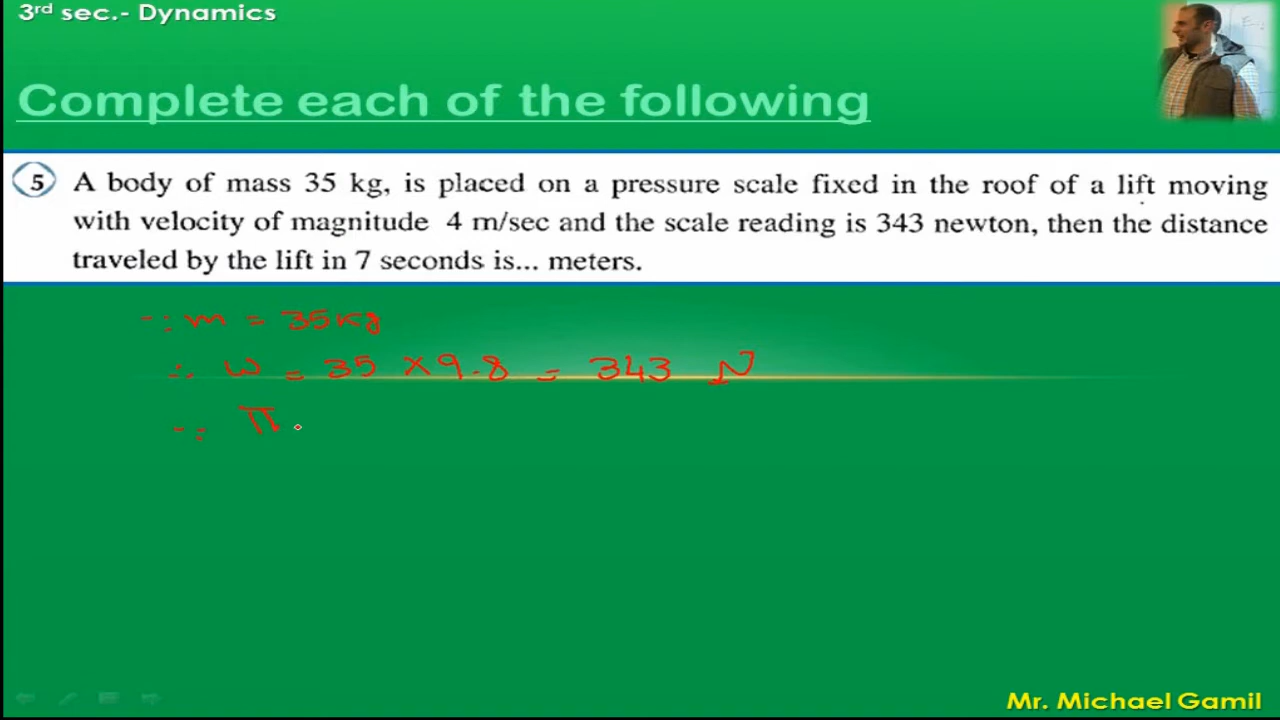 3rd sec.- Dynamics
Complete each of the following
5 A body of mass 35 kg, is placed on a pressure scale fixed in the roof of a lift moving
with velocity of magnitude 4 m/sec and the scale reading is 343 newton, then the distance
traveled by the lift in 7 seconds is... meters.
∵ m = 35 kg
∴ w = 35 × 9.8 = 343 N
∵ π
Mr. Michael Gamil